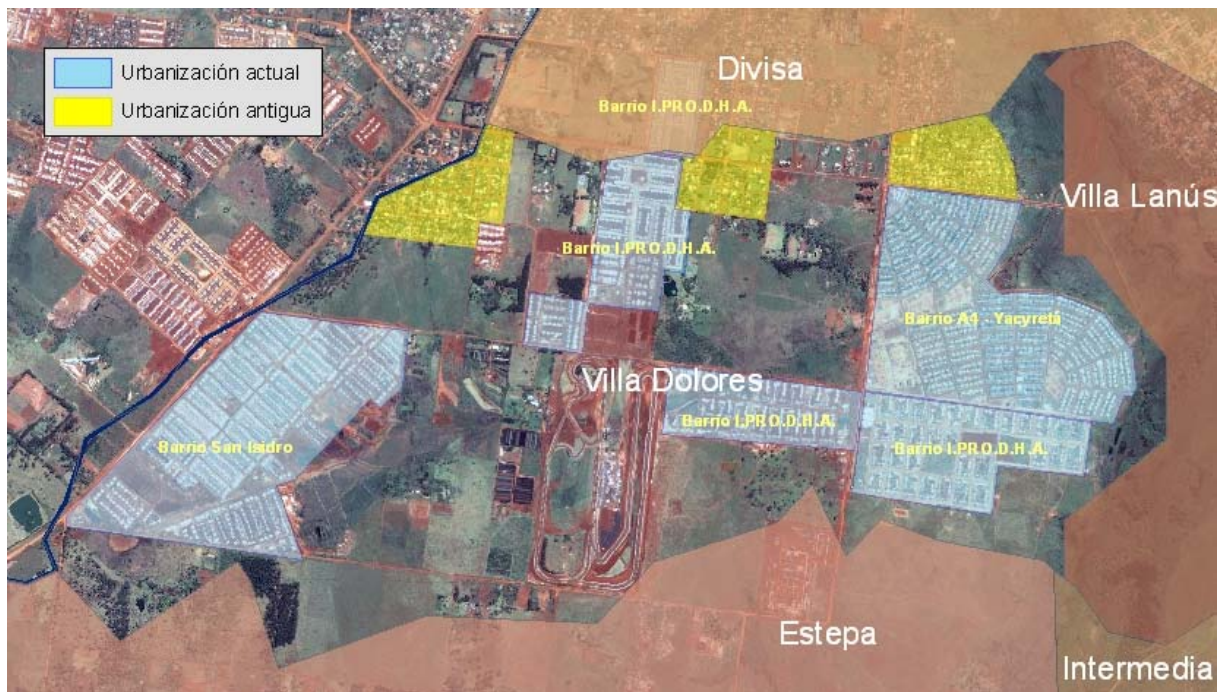 Urbanización actual
Urbanización antigua
Divisa
Barrio I.PRO.D.H.A.
Villa Lanús
Barrio I.PRO.D.H.A.
Barrio A4 - Yacyretá
Villa Dolores
Barrio I.PRO.D.H.A.
Barrio San Isidro
Barrio I.PRO.D.H.A.
Estepa
Intermedia